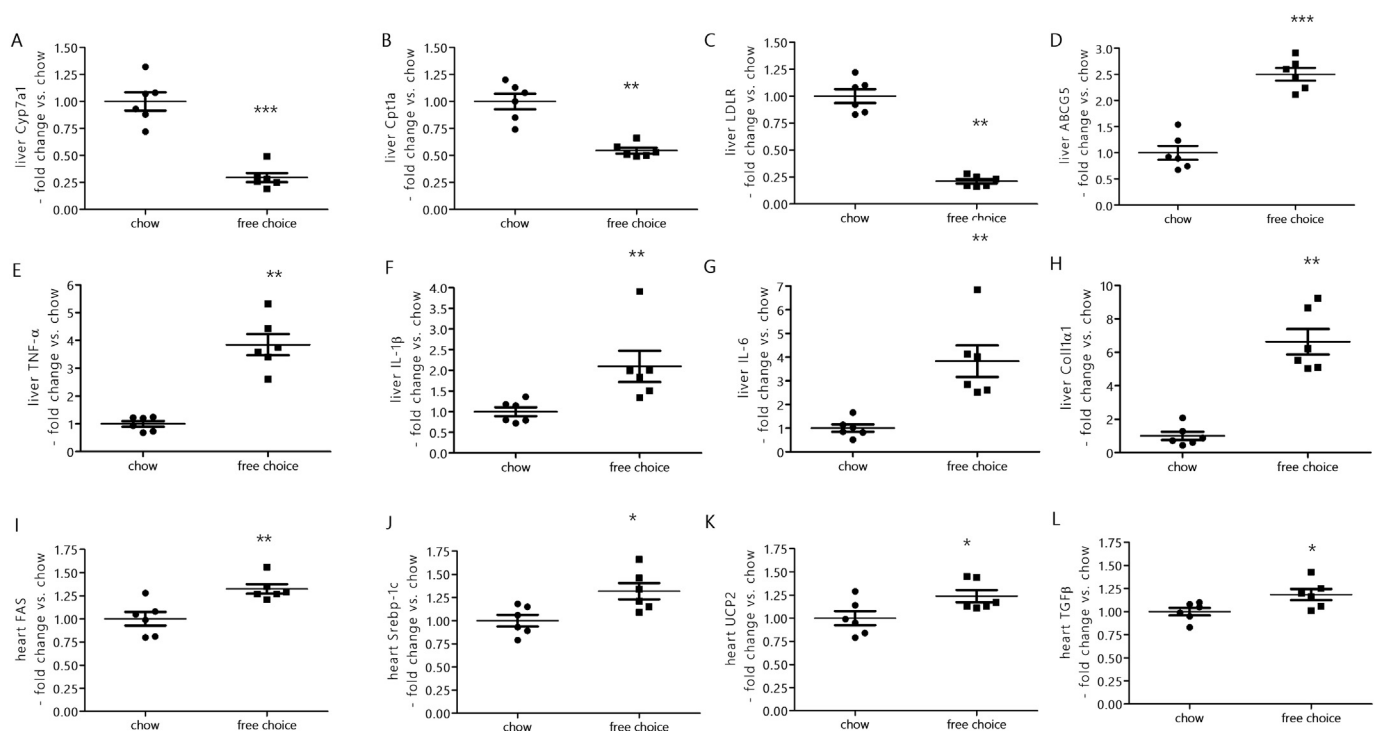 A
liver Cyp7a1
- fold change vs. chow
1.50
1.25
1.00
0.75
0.50
0.25
0.00
***
chow
free choice
B
liver Cpt1a
- fold change vs. chow
1.50
1.25
1.00
0.75
0.50
0.25
0.00
**
chow
free choice
C
liver LDLR
- fold change vs. chow
1.50
1.25
1.00
0.75
0.50
0.25
0.00
**
chow
free choice
D
liver ABCG5
- fold change vs. chow
3.0
2.5
2.0
1.5
1.0
0.5
0.0
***
chow
free choice
E
liver TNF-α
- fold change vs. chow
6
5
4
3
2
1
0
**
chow
free choice
F
liver IL-1β
- fold change vs. chow
4.0
3.5
3.0
2.5
2.0
1.5
1.0
0.5
0.0
**
chow
free choice
G
liver IL-6
- fold change vs. chow
7
6
5
4
3
2
1
0
**
chow
free choice
H
liver Coll1α1
- fold change vs. chow
10
8
6
4
2
0
**
chow
free choice
I
heart FAS
- fold change vs. chow
1.75
1.50
1.25
1.00
0.75
0.50
0.25
0.00
**
chow
free choice
J
heart Srebp-1c
- fold change vs. chow
1.75
1.50
1.25
1.00
0.75
0.50
0.25
0.00
*
chow
free choice
K
heart UCP2
- fold change vs. chow
1.75
1.50
1.25
1.00
0.75
0.50
0.25
0.00
*
chow
free choice
L
heart TGFβ
- fold change vs. chow
1.75
1.50
1.25
1.00
0.75
0.50
0.25
0.00
*
chow
free choice